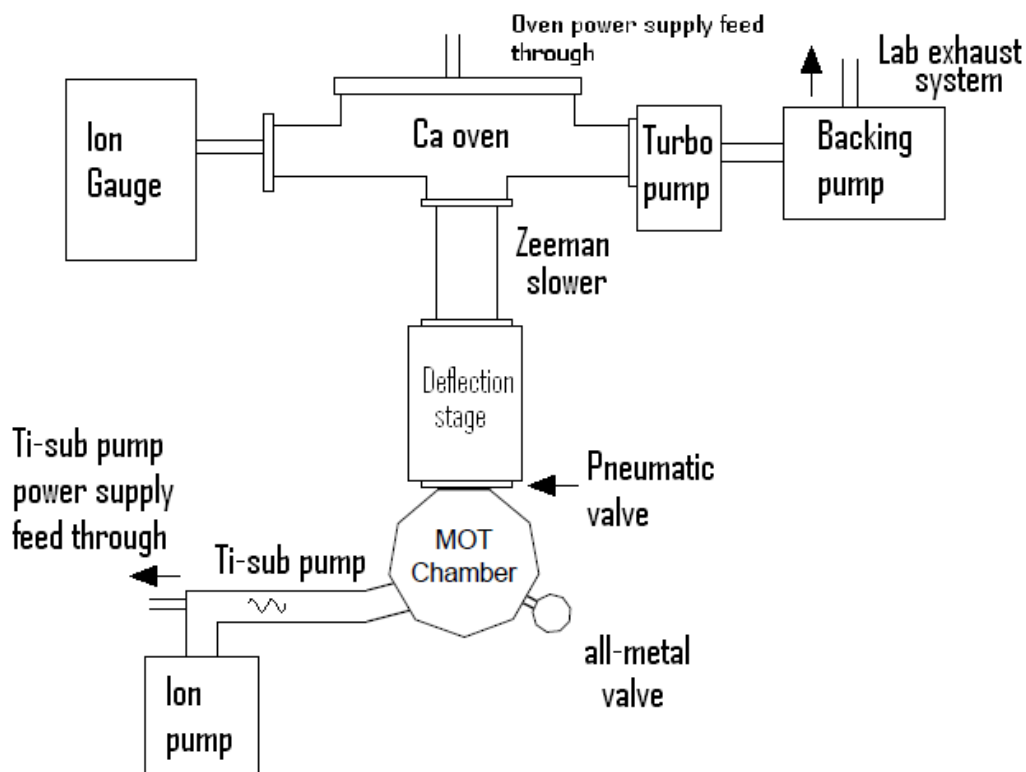 Oven power supply feed
through
Lab exhaust
system
Ion
Gauge
Ca oven
Turbo
pump
Backing
pump
Zeeman
slower
Deflection
stage
Ti-sub pump
power supply
feed through
Pneumatic
valve
MOT
Chamber
Ti-sub pump
all-metal
valve
Ion
pump